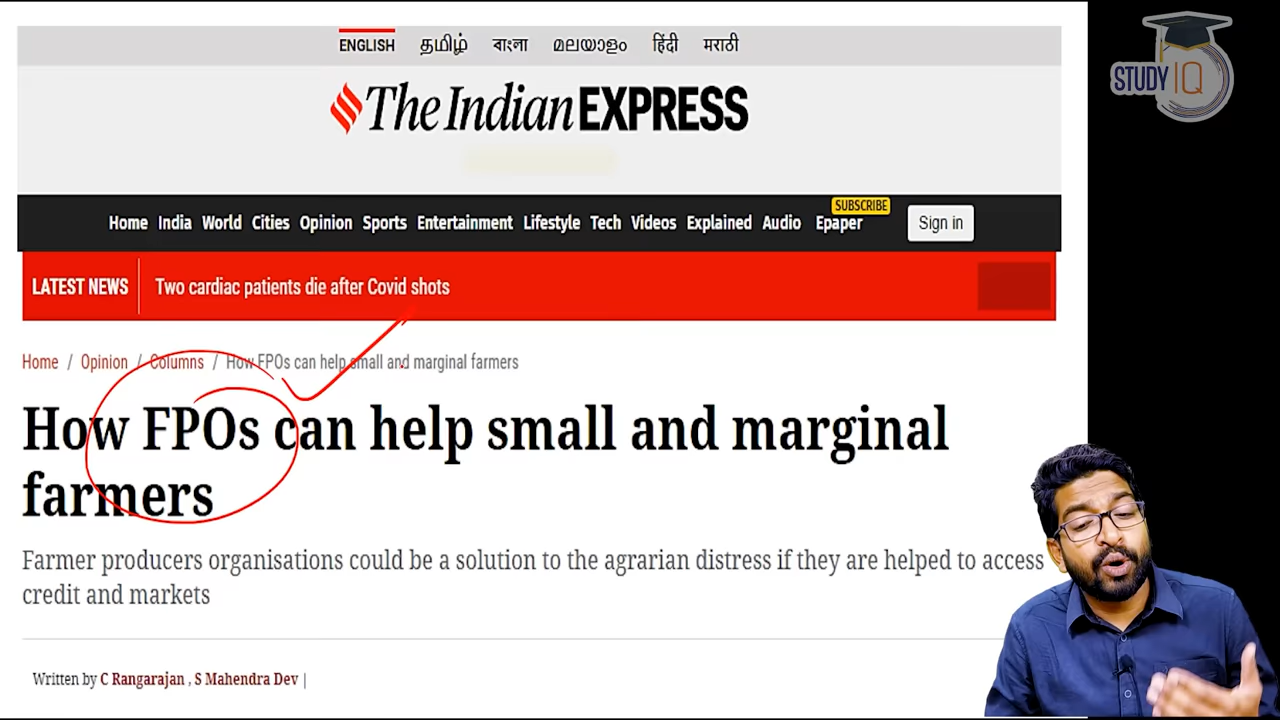 ENGLISH தமிழ் বাংলা മലയാളം हिंदी मराठी
STUDY IQ
The Indian EXPRESS
SUBSCRIBE
Home India World Cities Opinion Sports Entertainment Lifestyle Tech Videos Explained Audio Epaper Sign in
LATEST NEWS Two cardiac patients die after Covid shots
Home / Opinion / Columns / How FPOs can help small and marginal farmers
How FPOs can help small and marginal
farmers
Farmer producers organisations could be a solution to the agrarian distress if they are helped to access
credit and markets
Written by C Rangarajan , S Mahendra Dev |